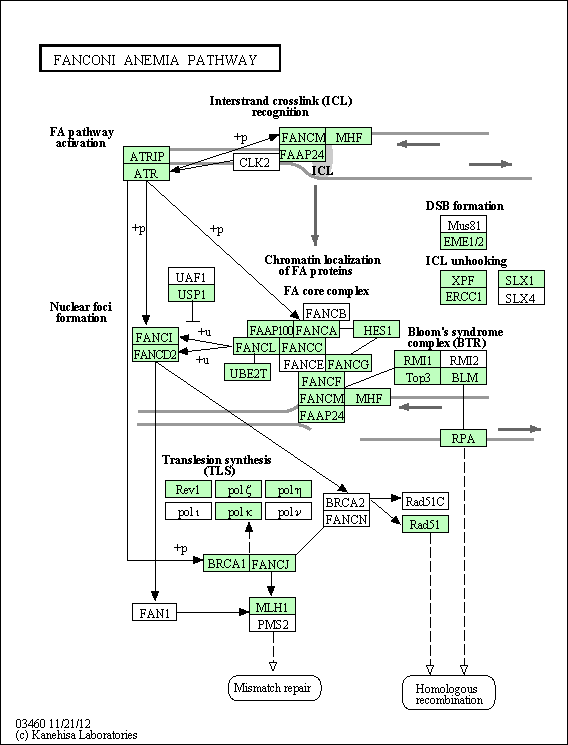 FANCONI ANEMIA PATHWAY
Interstrand crosslink (ICL)
recognition
FA pathway
activation
+p
FANCM MHF
FAAP24
ICL
ATRIP
ATR
CLK2
+p
+p
DSB formation
Mus81
EME1/2
ICL unhooking
XPF SLX1
ERCC1 SLX4
Chromatin localization
of FA proteins
FA core complex
UAF1
USP1
Nuclear foci
formation
FANCB
FAAP100 FANCA HES1
FANCI +u
FANCL FANCC
FANCD2 +u
FANCE FANCG
UBE2T
FANCF
FANCM MHF
FAAP24
Bloom's syndrome
complex (BTR)
RMI1 RMI2
Top3 BLM
RPA
Translesion synthesis
(TLS)
Rev1 pol ζ pol η
pol ι pol κ pol ν
BRCA2
FANCN
Rad51C
Rad51
+p
BRCA1 FANCJ
FAN1
MLH1
PMS2
Mismatch repair
Homologous
recombination
03460 11/21/12
(c) Kanehisa Laboratories